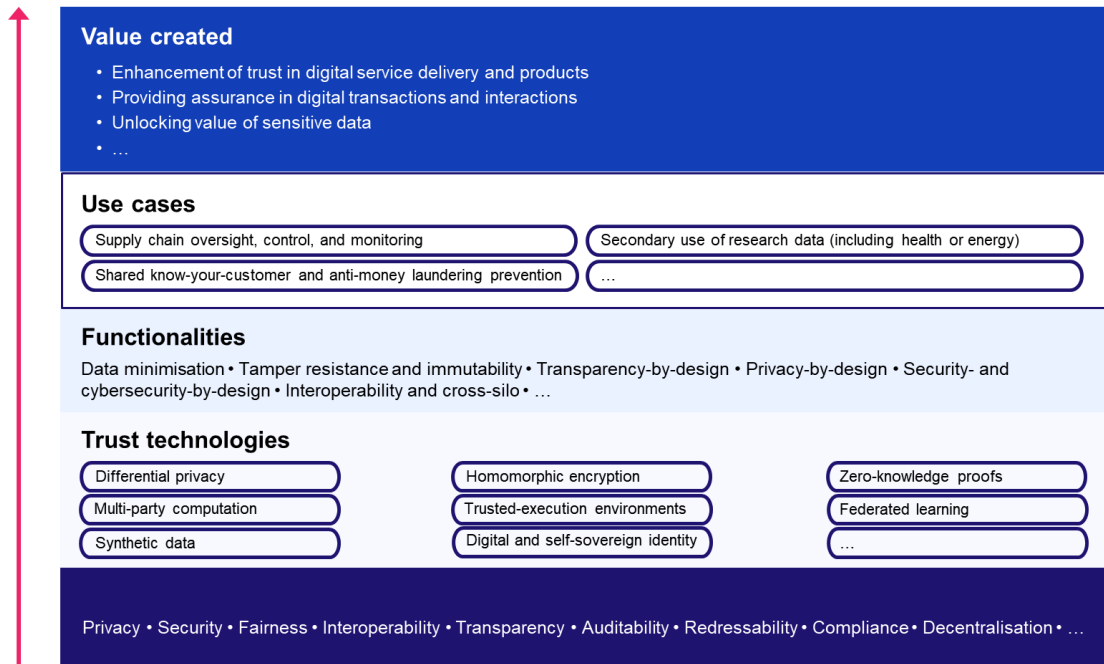 Value created
• Enhancement of trust in digital service delivery and products
• Providing assurance in digital transactions and interactions
• Unlocking value of sensitive data
• …
Use cases
Supply chain oversight, control, and monitoring
Secondary use of research data (including health or energy)
Shared know-your-customer and anti-money laundering prevention
…
Functionalities
Data minimisation • Tamper resistance and immutability • Transparency-by-design • Privacy-by-design • Security- and
cybersecurity-by-design • Interoperability and cross-silo • …
Trust technologies
Differential privacy
Homomorphic encryption
Zero-knowledge proofs
Multi-party computation
Trusted-execution environments
Federated learning
Synthetic data
Digital and self-sovereign identity
…
Privacy • Security • Fairness • Interoperability • Transparency • Auditability • Redressability • Compliance • Decentralisation • …